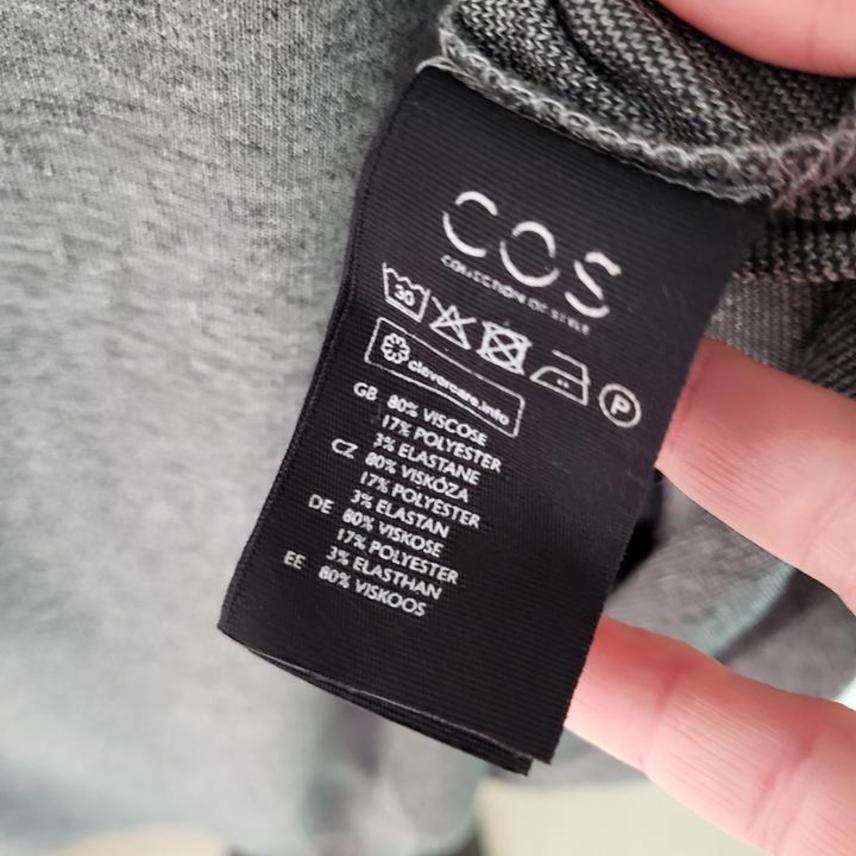 COS
COLLECTION OF STYLE
30
P
clevercare.info
GB 80% VISCOSE
17% POLYESTER
3% ELASTANE
CZ 80% VISKÓZA
17% POLYESTER
3% ELASTAN
DE 80% VISKOSE
17% POLYESTER
3% ELASTHAN
EE 80% VISKOOS